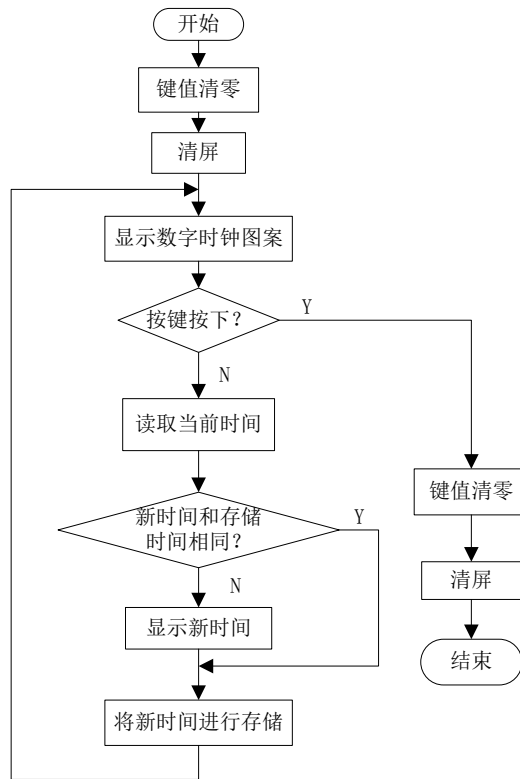 开始
键值清零
清屏
显示数字时钟图案
按键按下？
Y
N
读取当前时间
键值清零
新时间和存储
时间相同？
Y
清屏
N
显示新时间
结束
将新时间进行存储